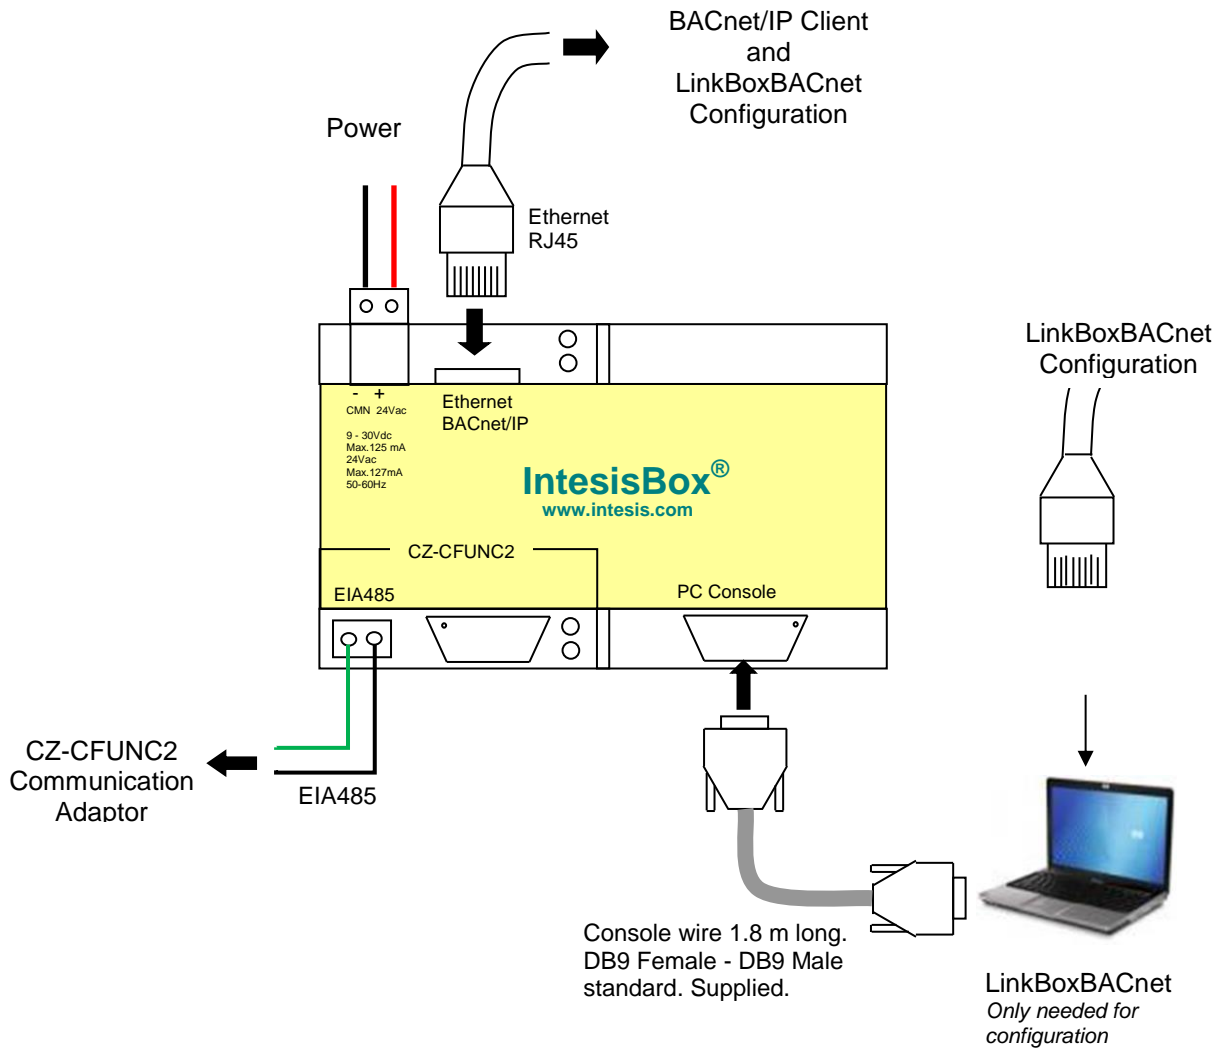 BACnet/IP Client
and
LinkBoxBACnet
Configuration
Power
Ethernet
RJ45
LinkBoxBACnet
Configuration
- +
CMN 24Vac
9 - 30Vdc
Max.125 mA
24Vac
Max.127mA
50-60Hz
Ethernet
BACnet/IP
IntesisBox®
www.intesis.com
CZ-CFUNC2
EIA485
PC Console
CZ-CFUNC2
Communication
Adaptor
EIA485
Console wire 1.8 m long.
DB9 Female - DB9 Male
standard. Supplied.
LinkBoxBACnet
Only needed for
configuration